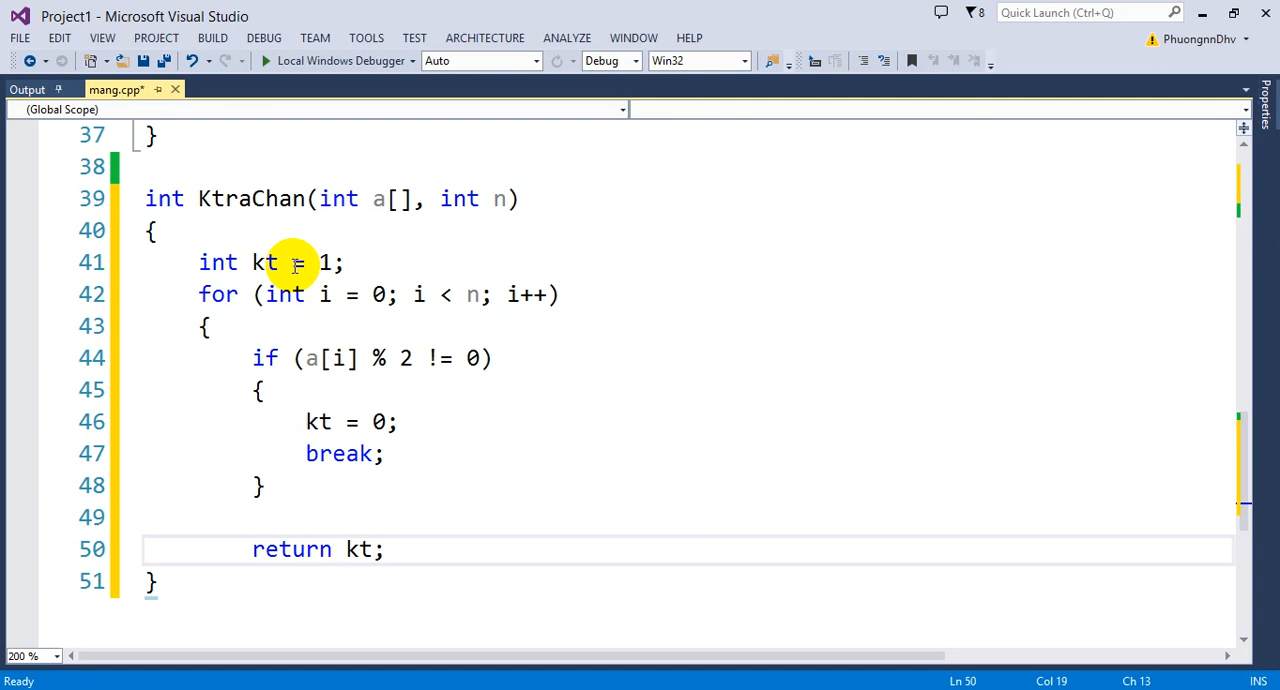 Project1 - Microsoft Visual Studio
8
Quick Launch (Ctrl+Q)
FILE EDIT VIEW PROJECT BUILD DEBUG TEAM TOOLS TEST ARCHITECTURE ANALYZE WINDOW HELP
PhuongnnDhv
Local Windows Debugger Auto Debug Win32
Output mang.cpp*
Properties
(Global Scope)
37 }
38
39 int KtraChan(int a[], int n)
40 {
41 int kt = 1;
42 for (int i = 0; i < n; i++)
43 {
44 if (a[i] % 2 != 0)
45 {
46 kt = 0;
47 break;
48 }
49
50 return kt;
51 }
200 %
Ready Ln 50 Col 19 Ch 13 INS